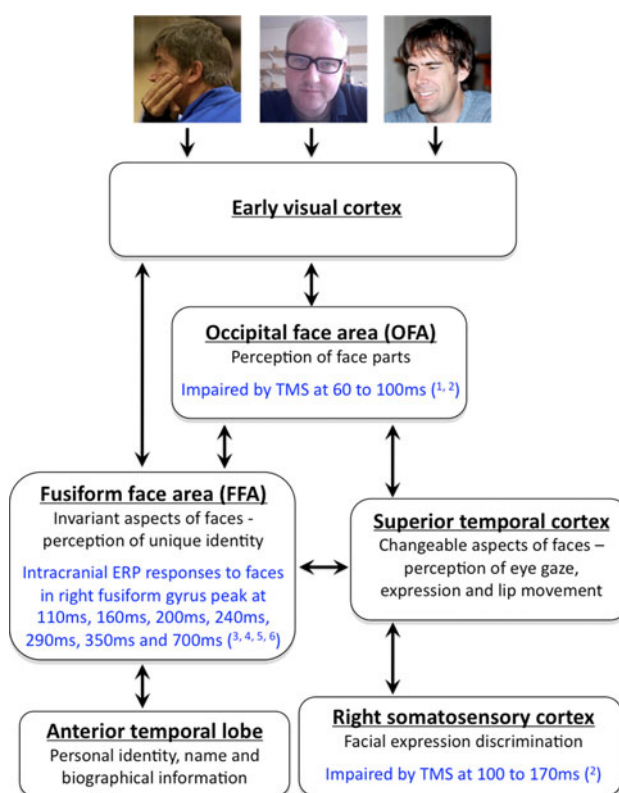 Early visual cortex
Occipital face area (OFA)
Perception of face parts
Impaired by TMS at 60 to 100ms (¹, ²)
Fusiform face area (FFA)
Invariant aspects of faces -
perception of unique identity
Intracranial ERP responses to faces
in right fusiform gyrus peak at
110ms, 160ms, 200ms, 240ms,
290ms, 350ms and 700ms (³, ⁴, ⁵, ⁶)
Superior temporal cortex
Changeable aspects of faces –
perception of eye gaze,
expression and lip movement
Anterior temporal lobe
Personal identity, name and
biographical information
Right somatosensory cortex
Facial expression discrimination
Impaired by TMS at 100 to 170ms (²)